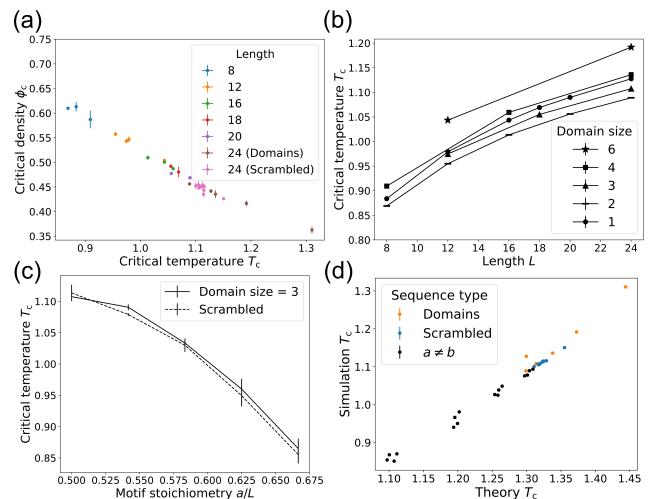 (a)
Critical density ϕc
0.75
0.70
0.65
0.60
0.55
0.50
0.45
0.40
0.35
Length
8
12
16
18
20
24 (Domains)
24 (Scrambled)
0.9 1.0 1.1 1.2 1.3
Critical temperature Tc
(b)
Critical temperature Tc
1.20
1.15
1.10
1.05
1.00
0.95
0.90
0.85
0.80
Domain size
6
4
3
2
1
8 10 12 14 16 18 20 22 24
Length L
(c)
Critical temperature Tc
1.10
1.05
1.00
0.95
0.90
0.85
Domain size = 3
Scrambled
0.500 0.525 0.550 0.575 0.600 0.625 0.650 0.675
Motif stoichiometry a/L
(d)
Simulation Tc
1.3
1.2
1.1
1.0
0.9
Sequence type
Domains
Scrambled
a ≠ b
1.10 1.15 1.20 1.25 1.30 1.35 1.40 1.45
Theory Tc